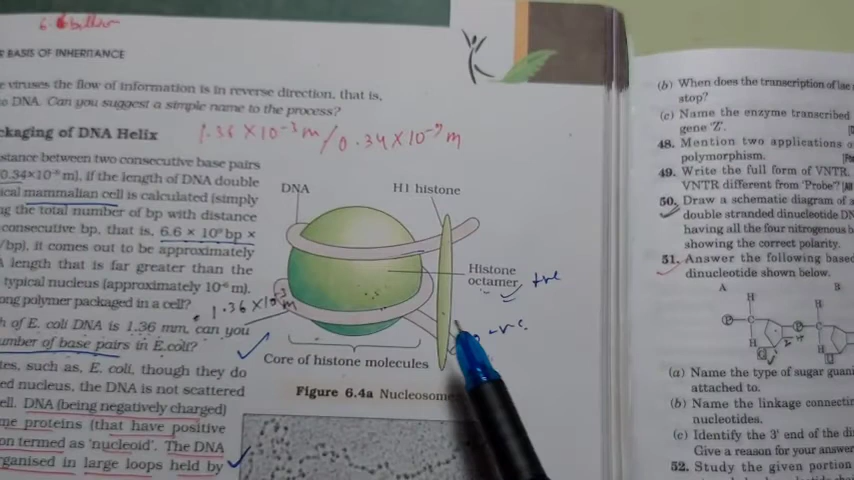 6.6 billion
R BASIS OF INHERITANCE
e viruses the flow of information is in reverse direction, that is,
o DNA. Can you suggest a simple name to the process?
ckaging of DNA Helix
1.36 × 10⁻³ m / 0.34 × 10⁻⁹ m
stance between two consecutive base pairs
(0.34×10⁻⁹ m), if the length of DNA double
ical mammalian cell is calculated (simply
ng the total number of bp with distance
consecutive bp, that is, 6.6 × 10⁹ bp ×
/bp), it comes out to be approximately
A length that is far greater than the
typical nucleus (approximately 10⁻⁶ m).
ong polymer packaged in a cell?
1.36×10⁻³ m
h of E. coli DNA is 1.36 mm, can you
umber of base pairs in E.coli?
tes, such as, E. coli, though they do
ed nucleus, the DNA is not scattered
ell. DNA (being negatively charged)
me proteins (that have positive
on termed as 'nucleoid'. The DNA
rganised in large loops held by
DNA
H1 histone
Histone
octamer
+ve
-ve
Core of histone molecules
Figure 6.4a Nucleosome
(b) When does the transcription of lac
stop?
(c) Name the enzyme transcribed
gene 'Z'.
48. Mention two applications o
polymorphism.
49. Write the full form of VNTR.
VNTR different from 'Probe'? [All
50. Draw a schematic diagram of a
double stranded dinucleotide DN
having all the four nitrogenous b
showing the correct polarity.
51. Answer the following based
dinucleotide shown below.
A
B
H
H
P
C
P
C
H
H
(a) Name the type of sugar guani
attached to.
(b) Name the linkage connecting
nucleotides.
(c) Identify the 3' end of the di
Give a reason for your answer
52. Study the given portion